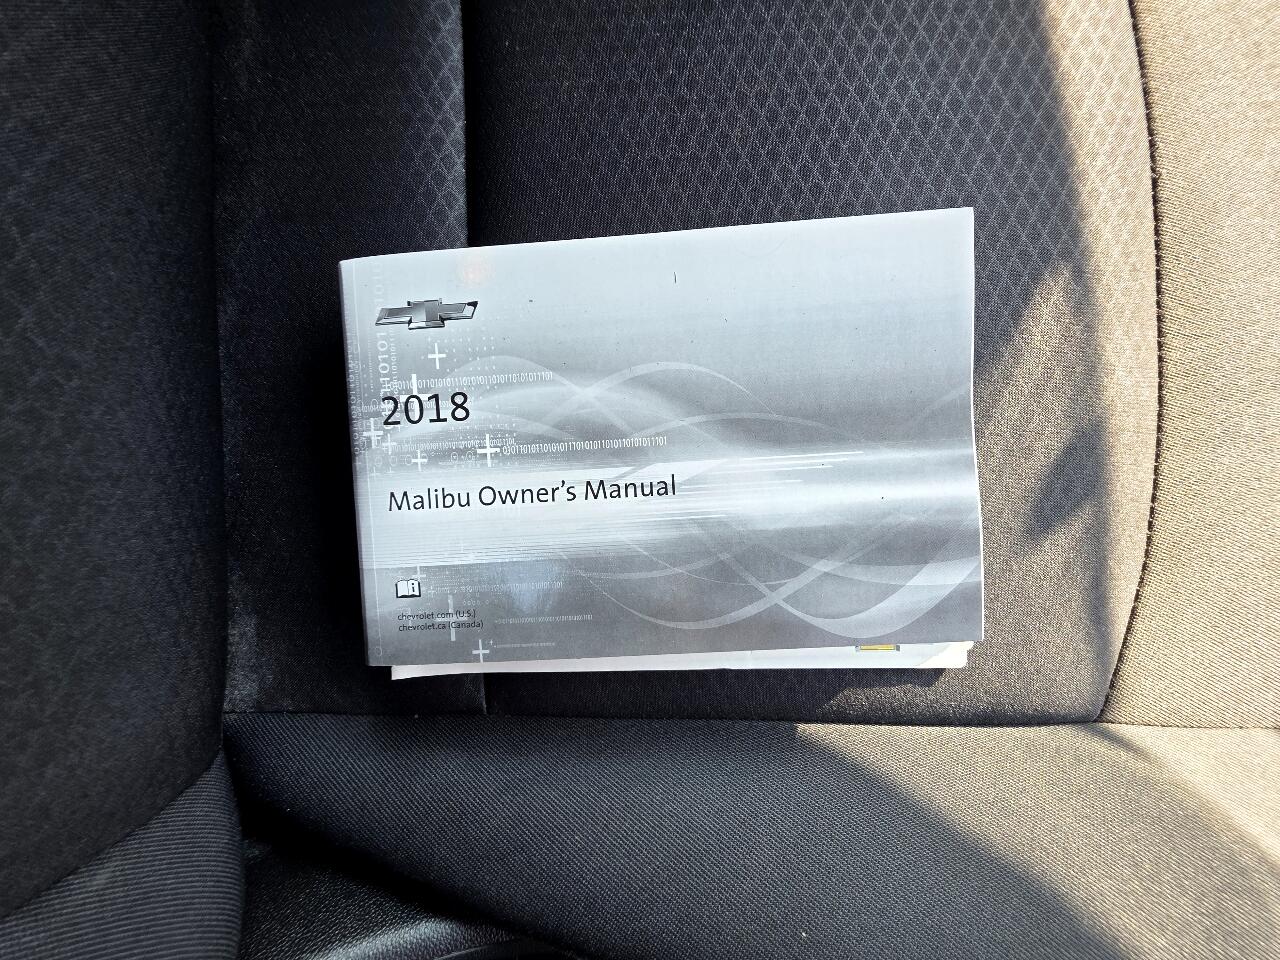 2018
Malibu Owner's Manual
chevrolet.com (U.S.)
chevrolet.ca (Canada)